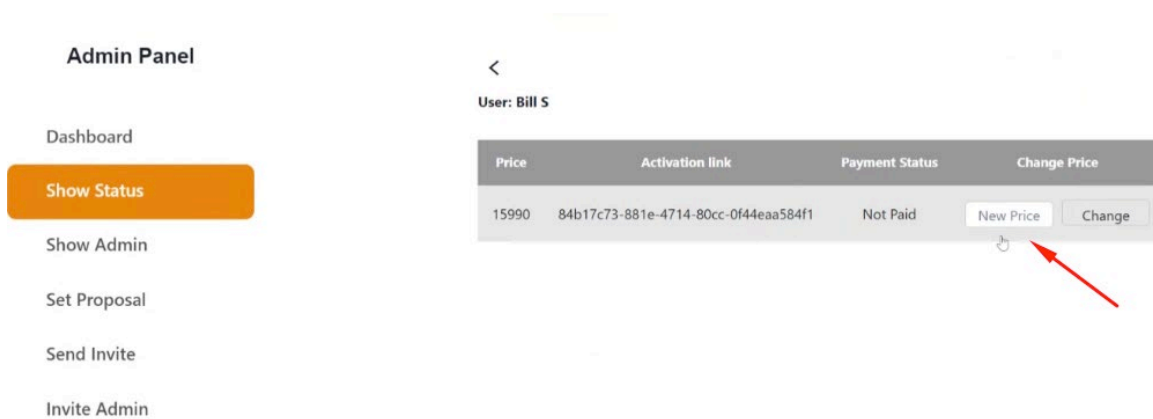 Admin Panel
Dashboard
Show Status
Show Admin
Set Proposal
Send Invite
Invite Admin
User: Bill S
Price Activation link Payment Status Change Price
15990 84b17c73-881e-4714-80cc-0f44eaa584f1 Not Paid New Price Change